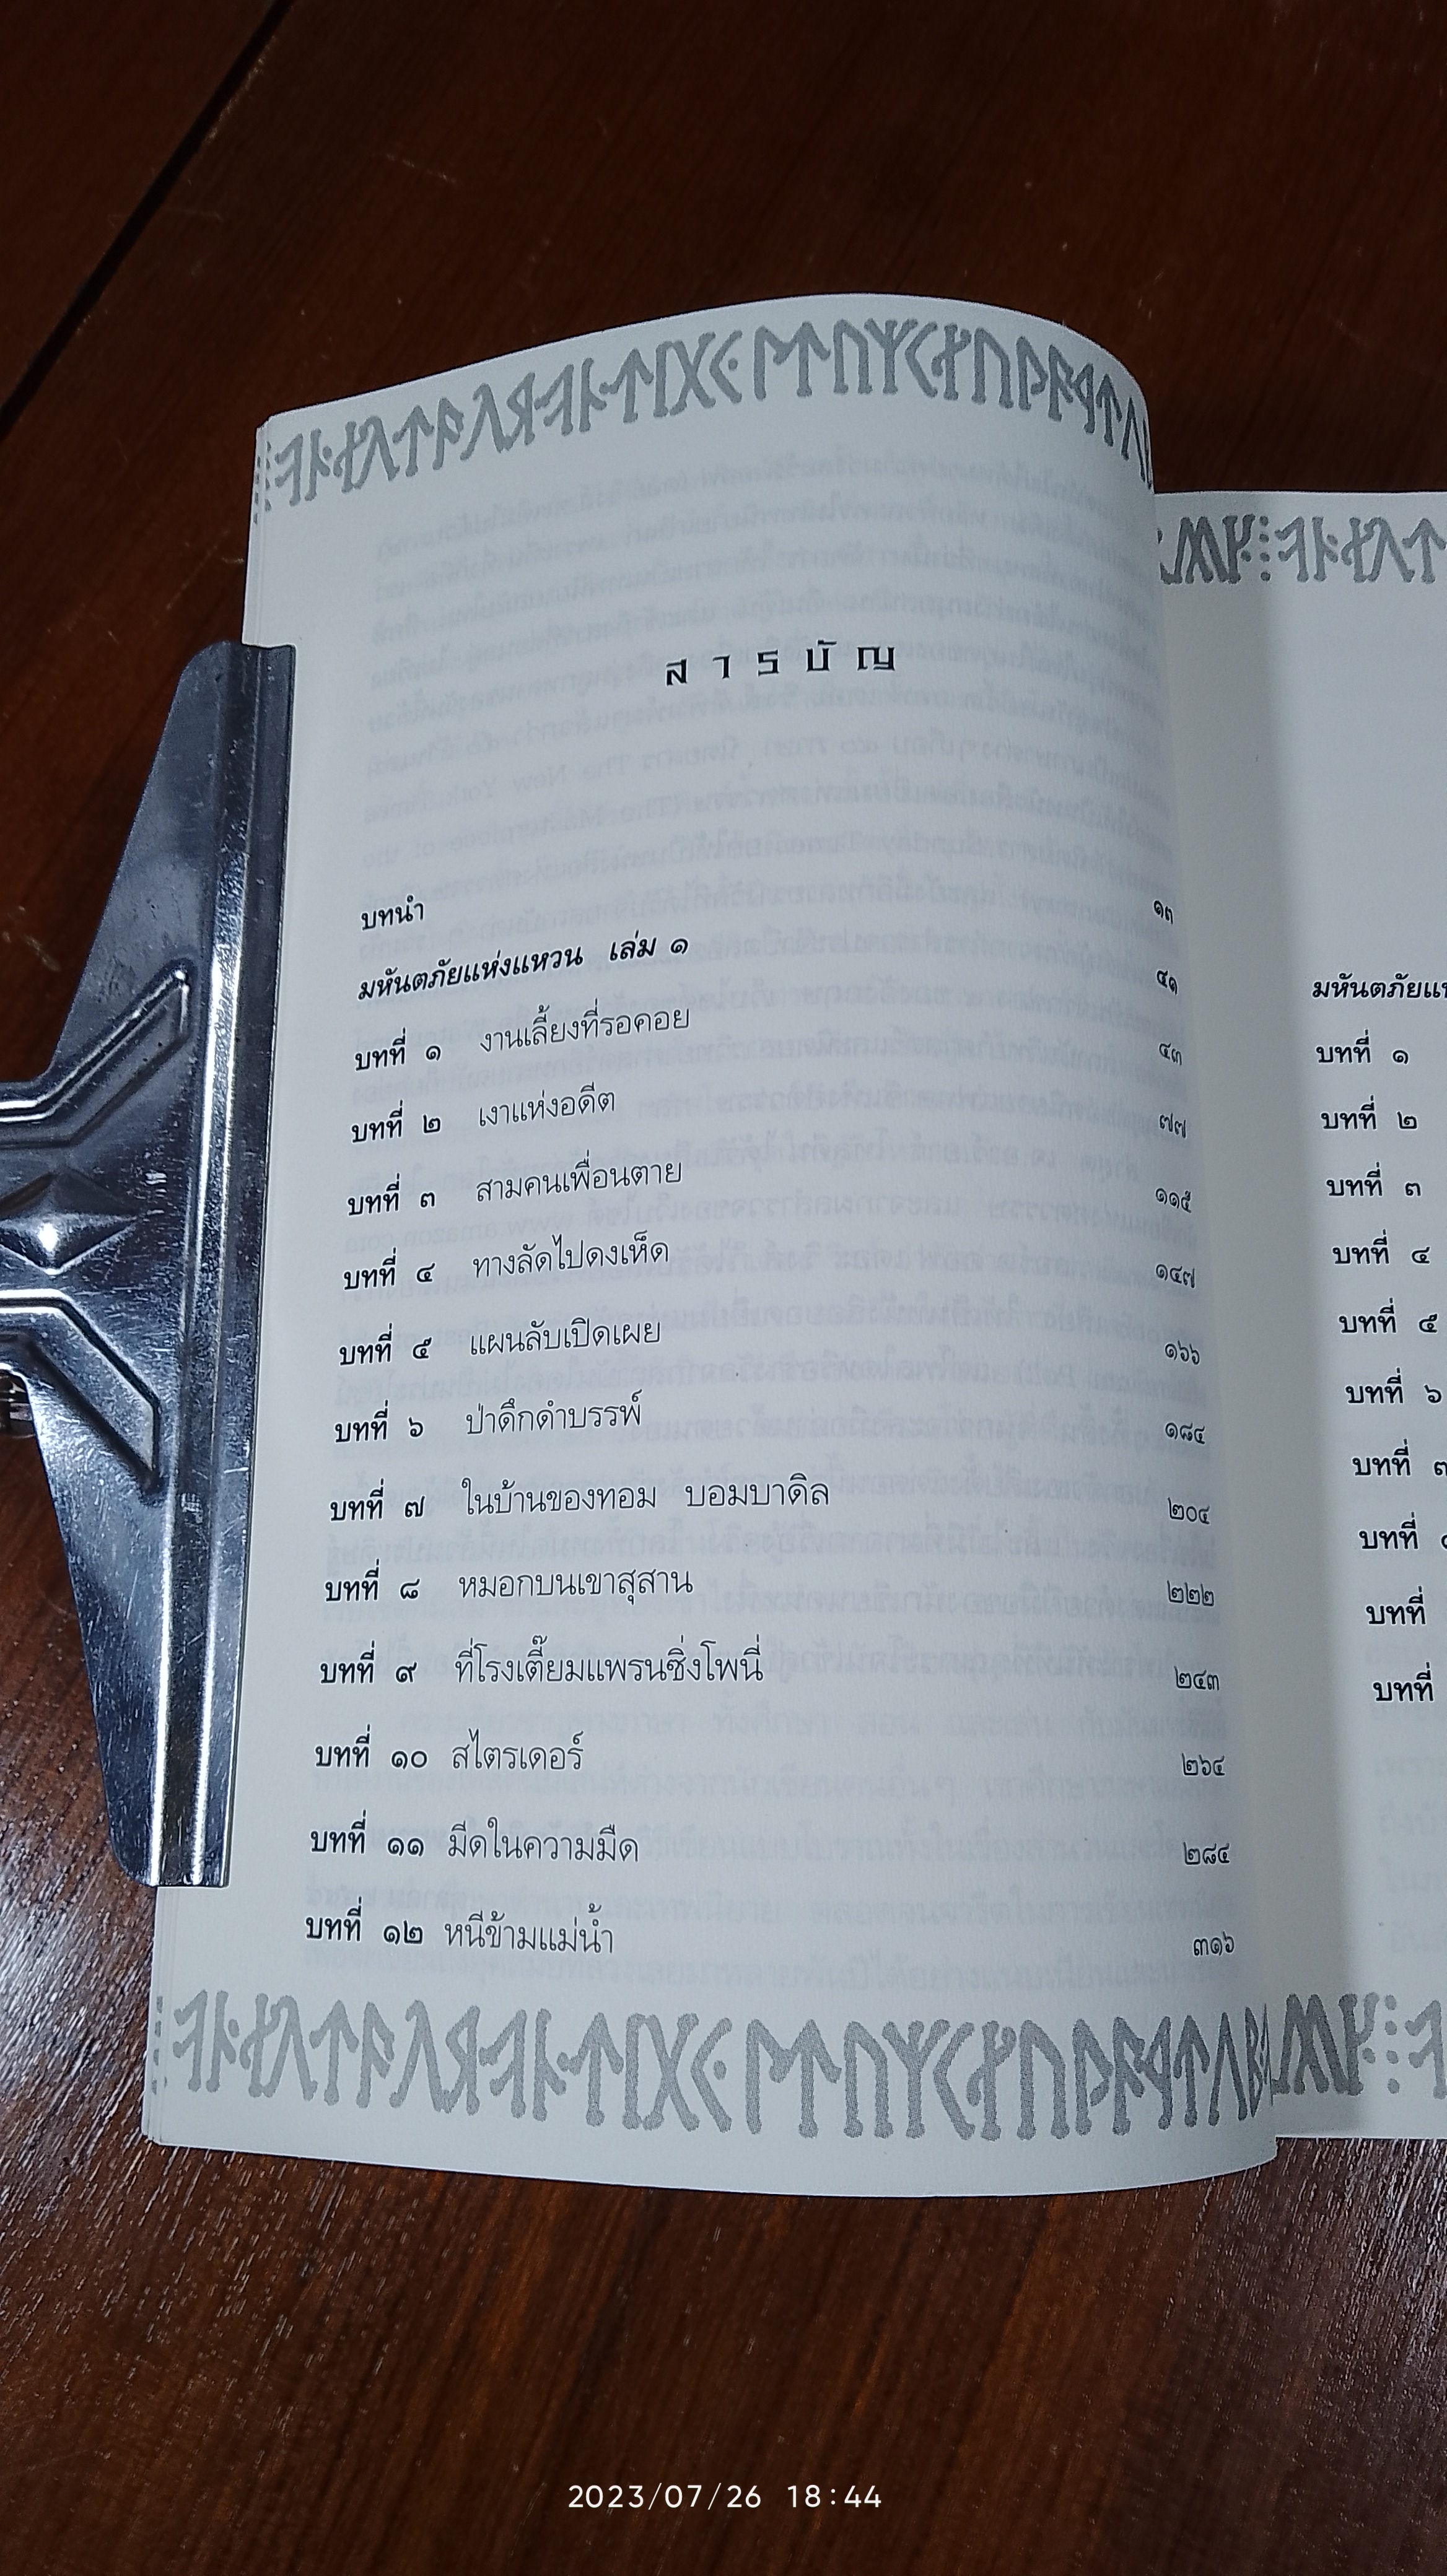 สารบัญ
บทนำ ๑๓
มหันตภัยแห่งแหวน เล่ม ๑ ๔๑
บทที่ ๑ งานเลี้ยงที่รอคอย ๔๓
บทที่ ๒ เงาแห่งอดีต ๗๗
บทที่ ๓ สามคนเพื่อนตาย ๑๑๕
บทที่ ๔ ทางลัดไปดงเห็ด ๑๔๗
บทที่ ๕ แผนลับเปิดเผย ๑๖๖
บทที่ ๖ ป่าดึกดำบรรพ์ ๑๘๔
บทที่ ๗ ในบ้านของทอม บอมบาดิล ๒๐๔
บทที่ ๘ หมอกบนเขาสุสาน ๒๒๒
บทที่ ๙ ที่โรงเตี๊ยมแพรนซิ่งโพนี่ ๒๔๓
บทที่ ๑๐ สไตรเดอร์ ๒๖๔
บทที่ ๑๑ มีดในความมืด ๒๘๔
บทที่ ๑๒ หนีข้ามแม่น้ำ ๓๑๖
มหันตภัยแ
บทที่ ๑
บทที่ ๒
บทที่ ๓
บทที่ ๔
บทที่ ๕
บทที่ ๖
บทที่
บทที่
บทที่
บทที่
2023/07/26 18:44